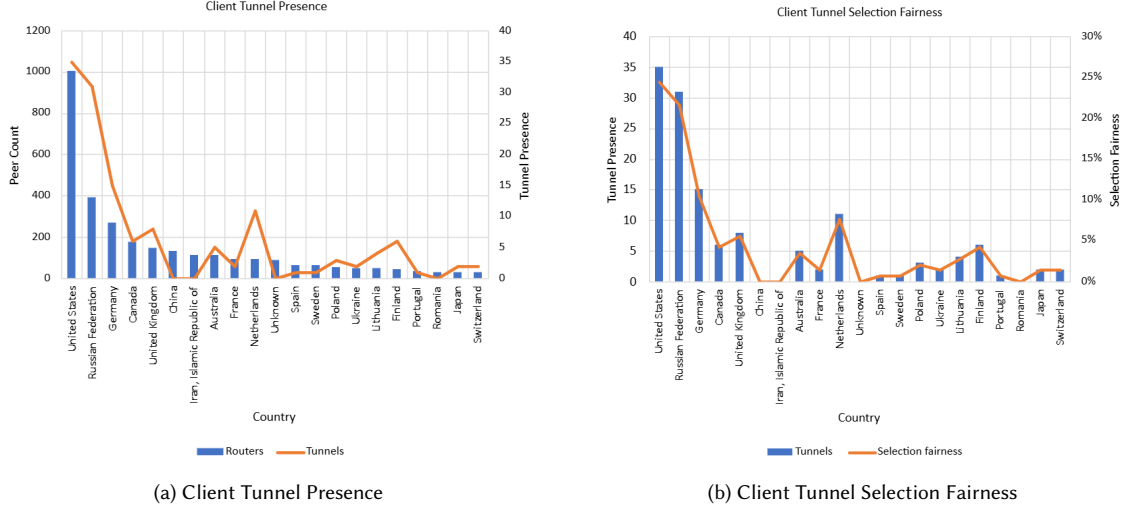 Client Tunnel Presence
1200
1000
800
600
400
200
0
Peer Count
40
35
30
25
20
15
10
5
0
Tunnel Presence
United States
Russian Federation
Germany
Canada
United Kingdom
China
Iran, Islamic Republic of
Australia
France
Netherlands
Unknown
Spain
Sweden
Poland
Ukraine
Lithuania
Finland
Portugal
Romania
Japan
Switzerland
Country
Routers
Tunnels
(a) Client Tunnel Presence
Client Tunnel Selection Fairness
40
35
30
25
20
15
10
5
0
Tunnel Presence
30%
25%
20%
15%
10%
5%
0%
Selection Fairness
United States
Russian Federation
Germany
Canada
United Kingdom
China
Iran, Islamic Republic of
Australia
France
Netherlands
Unknown
Spain
Sweden
Poland
Ukraine
Lithuania
Finland
Portugal
Romania
Japan
Switzerland
Country
Tunnels
Selection fairness
(b) Client Tunnel Selection Fairness